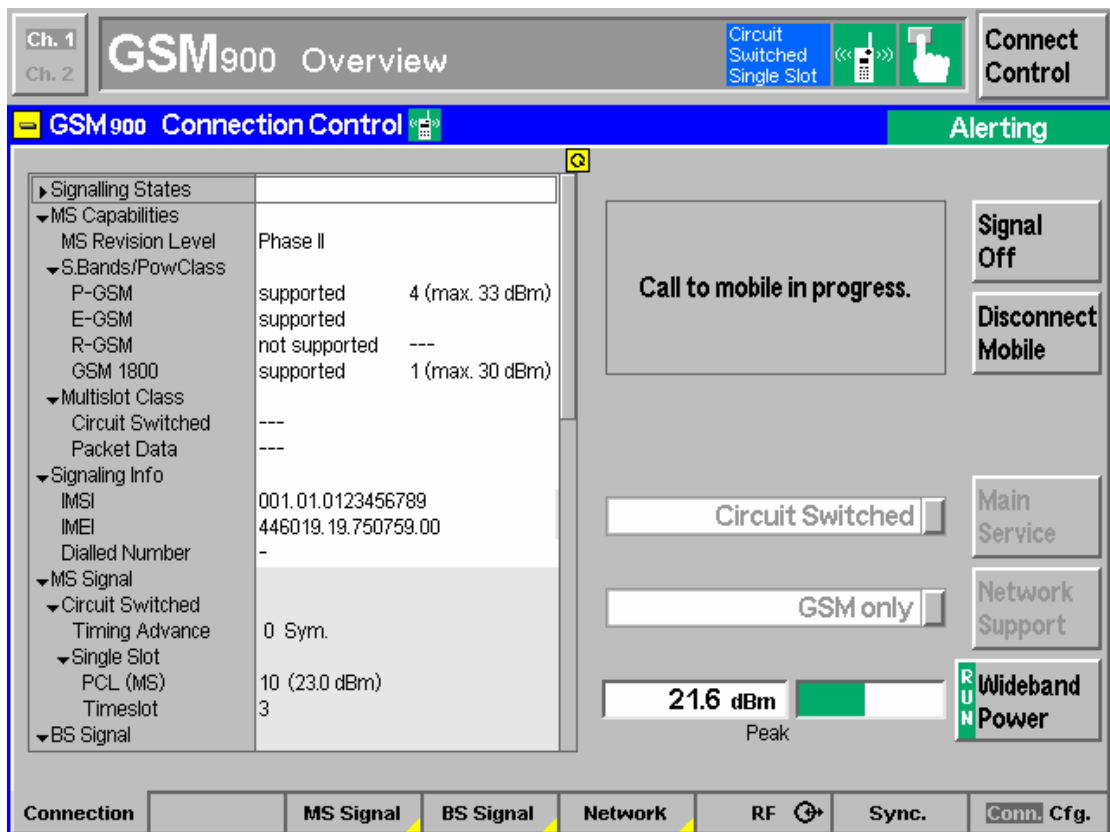 Ch. 1
Ch. 2
GSM900 Overview
Circuit
Switched
Single Slot
Connect
Control
GSM 900 Connection Control
Alerting
Signalling States
MS Capabilities
MS Revision Level Phase II
S.Bands/PowClass
P-GSM supported 4 (max. 33 dBm)
E-GSM supported
R-GSM not supported ---
GSM 1800 supported 1 (max. 30 dBm)
Multislot Class
Circuit Switched ---
Packet Data ---
Signaling Info
IMSI 001.01.0123456789
IMEI 446019.19.750759.00
Dialled Number -
MS Signal
Circuit Switched
Timing Advance 0 Sym.
Single Slot
PCL (MS) 10 (23.0 dBm)
Timeslot 3
BS Signal
Call to mobile in progress.
Signal
Off
Disconnect
Mobile
Circuit Switched
Main
Service
GSM only
Network
Support
21.6 dBm
Peak
RUN
Wideband
Power
Connection MS Signal BS Signal Network RF Sync. Conn. Cfg.